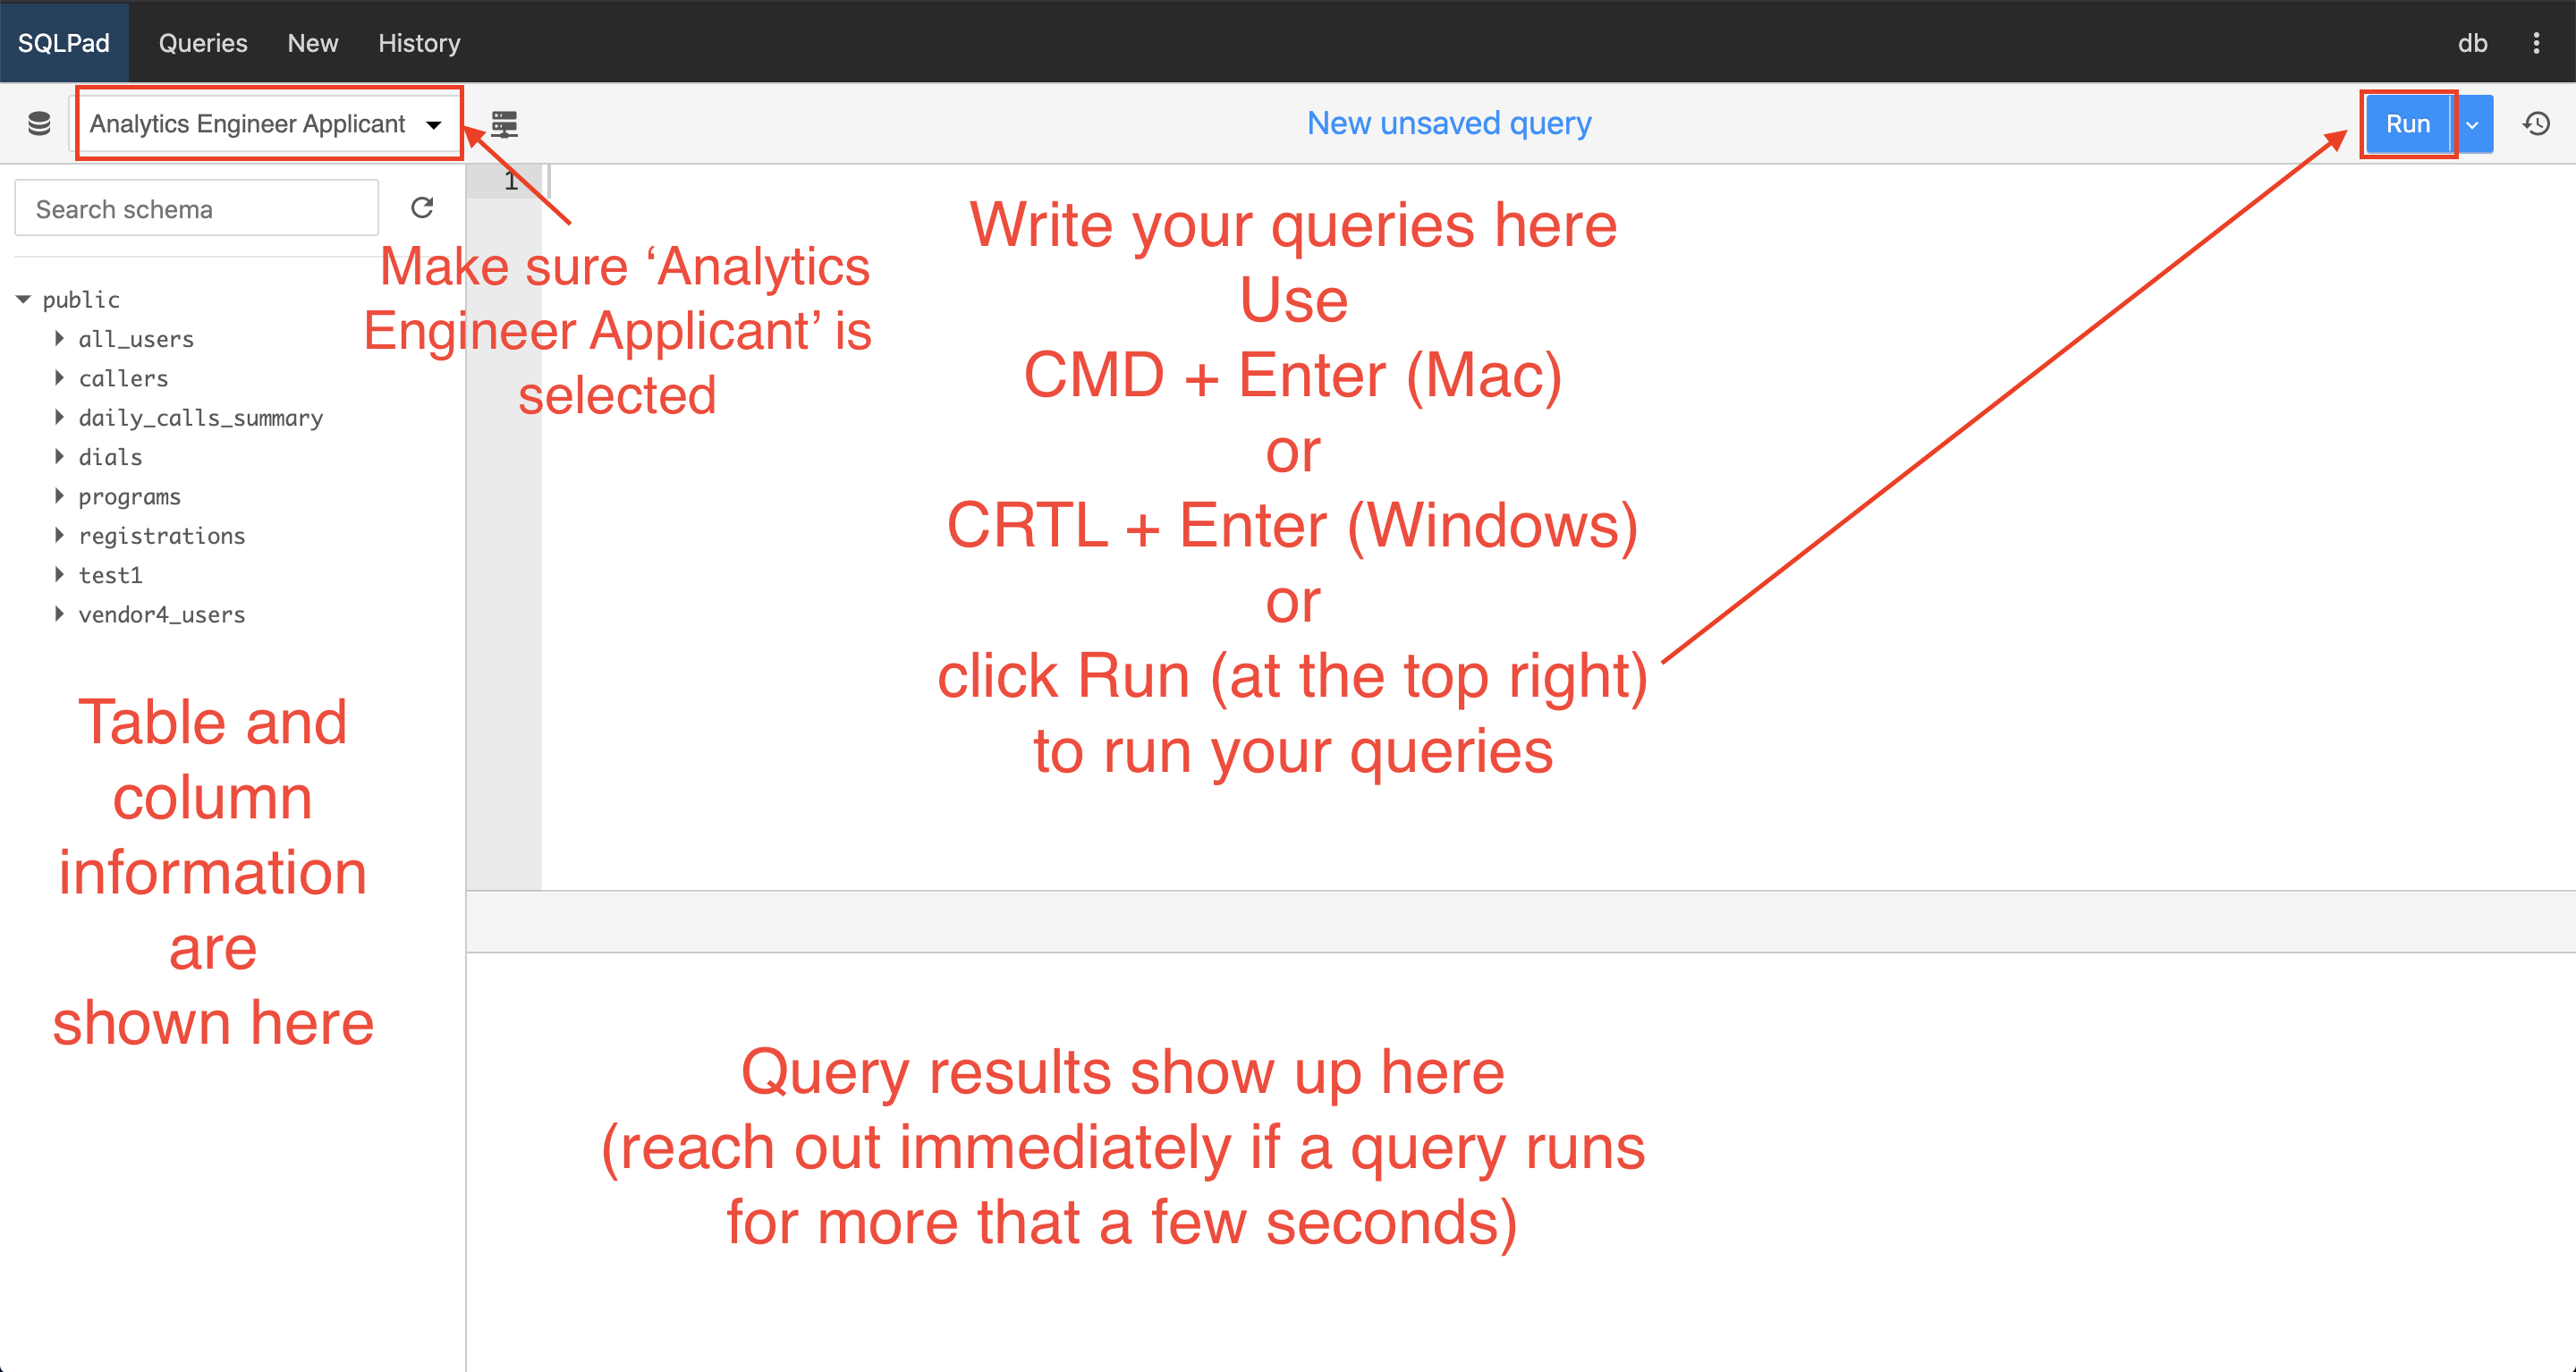 SQLPad Queries New History db
Analytics Engineer Applicant New unsaved query Run
Search schema
1
public
all_users
callers
daily_calls_summary
dials
programs
registrations
test1
vendor4_users
Make sure ‘Analytics
Engineer Applicant’ is
selected
Write your queries here
Use
CMD + Enter (Mac)
or
CRTL + Enter (Windows)
or
click Run (at the top right)
to run your queries
Table and
column
information
are
shown here
Query results show up here
(reach out immediately if a query runs
for more that a few seconds)